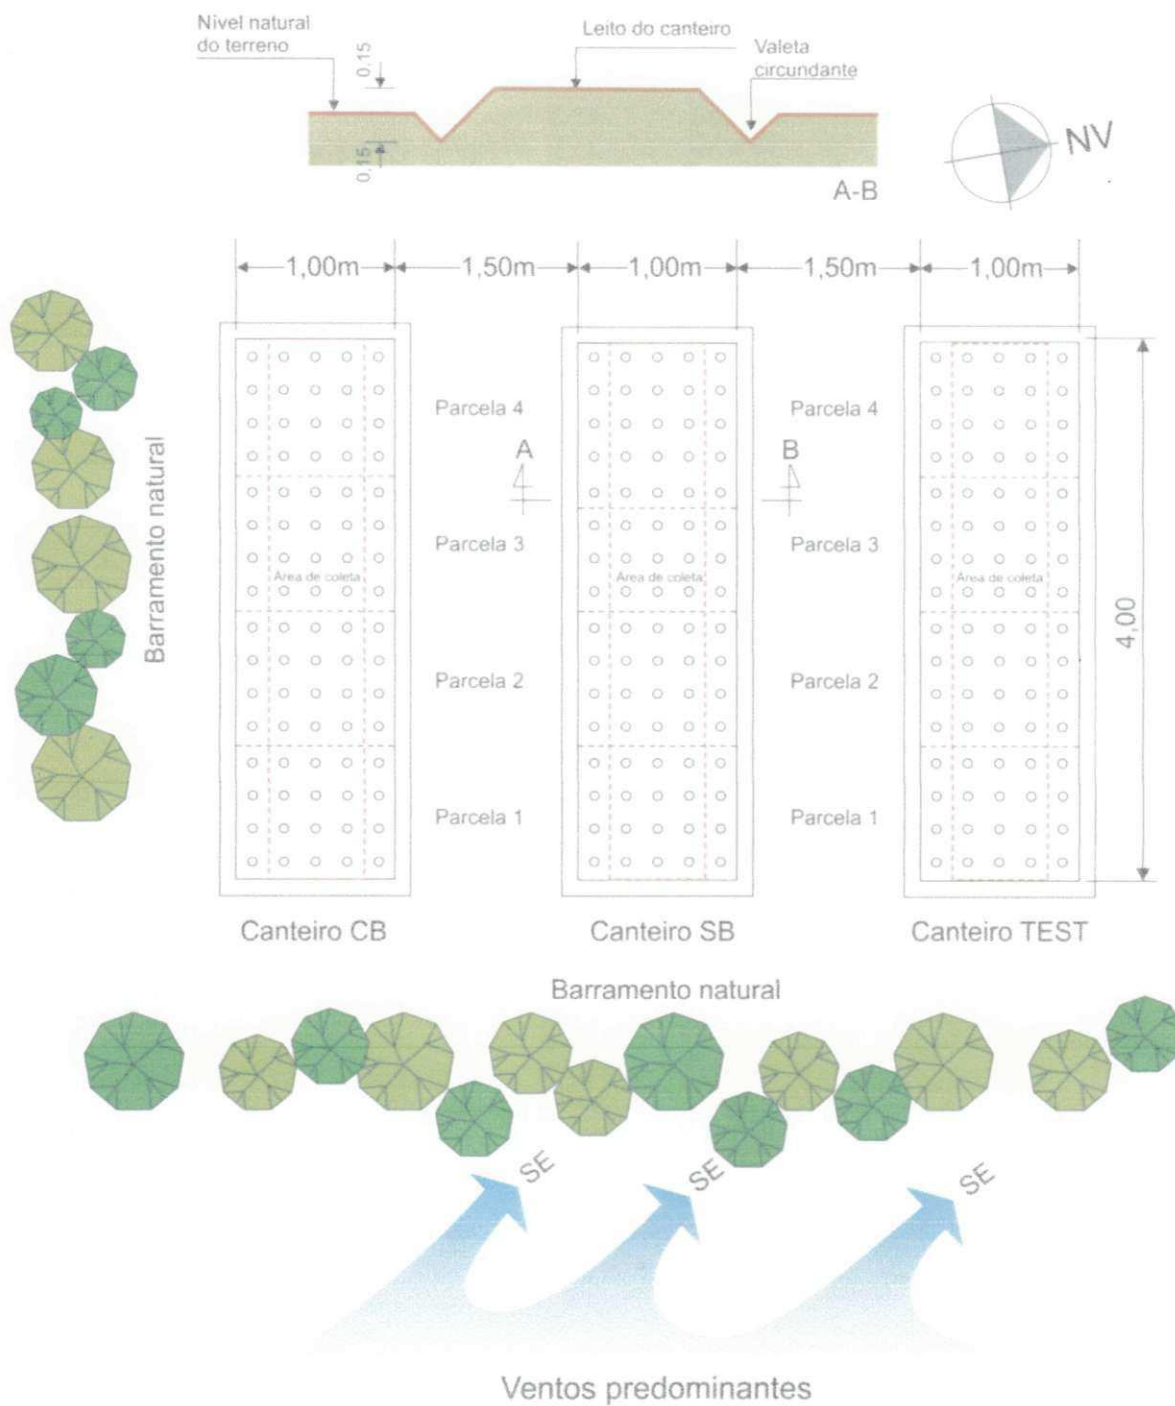 Nível natural
do terreno
0,15
Leito do canteiro
Valeta
circundante
0,15
A-B
NV
1,00m
1,50m
1,00m
1,50m
1,00m
Barramento natural
Parcela 4
Parcela 4
A
B
Parcela 3
Parcela 3
Área de coleta
Área de coleta
Área de coleta
4,00
Parcela 2
Parcela 2
Parcela 1
Parcela 1
Canteiro CB
Canteiro SB
Canteiro TEST
Barramento natural
SE
SE
SE
Ventos predominantes